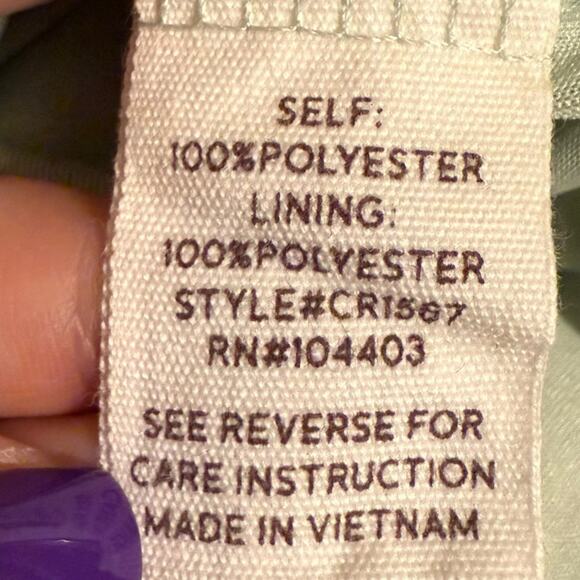 SELF:
100%POLYESTER
LINING:
100%POLYESTER
STYLE#CR1567
RN#104403
SEE REVERSE FOR
CARE INSTRUCTION
MADE IN VIETNAM